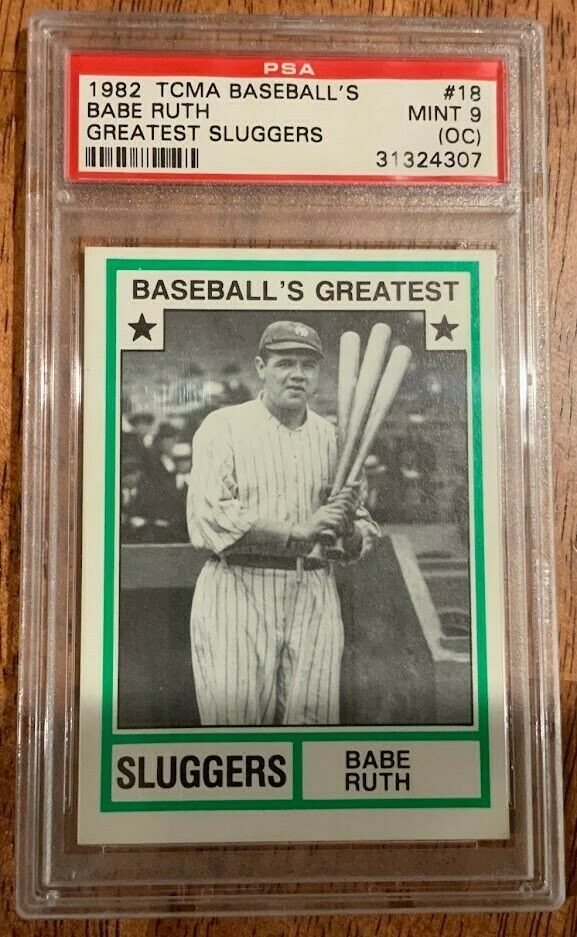 PSA
1982 TCMA BASEBALL'S #18
BABE RUTH MINT 9
GREATEST SLUGGERS (OC)
31324307
BASEBALL'S GREATEST
SLUGGERS
BABE
RUTH